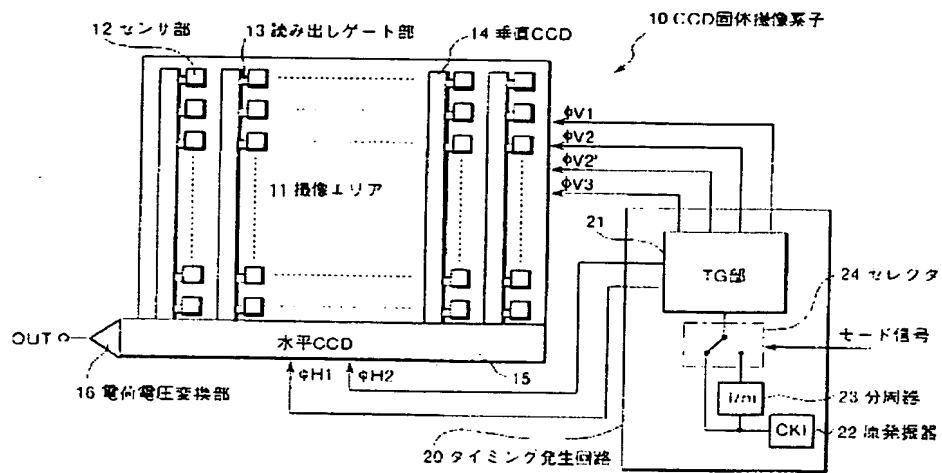 10 CCD固体撮像素子
12 センサ部
13 読み出しゲート部
14 垂直CCD
φV1
φV2
φV2'
φV3
11 撮像エリア
21
TG部
24 セレクタ
モード信号
OUT
水平CCD
15
φH1
φH2
16 電荷電圧変換部
1/m
23 分周器
CKI
22 原発振器
20 タイミング発生回路